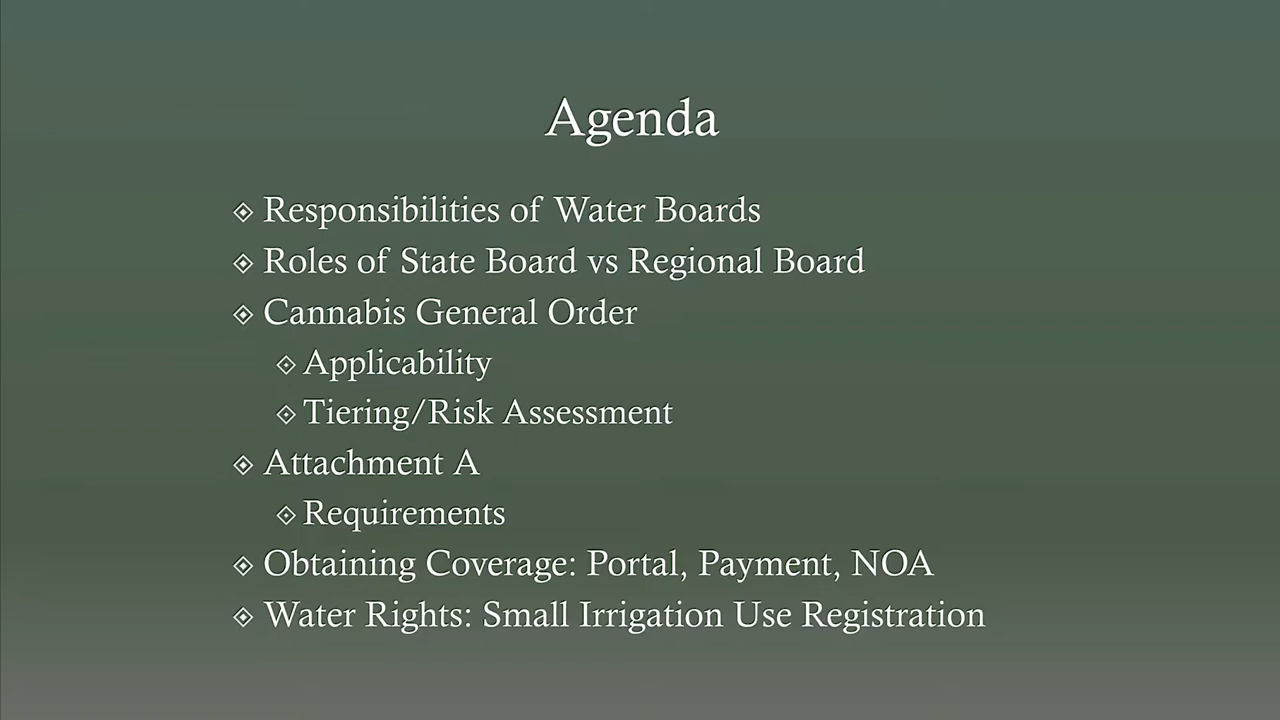 Agenda
Responsibilities of Water Boards
Roles of State Board vs Regional Board
Cannabis General Order
Applicability
Tiering/Risk Assessment
Attachment A
Requirements
Obtaining Coverage: Portal, Payment, NOA
Water Rights: Small Irrigation Use Registration